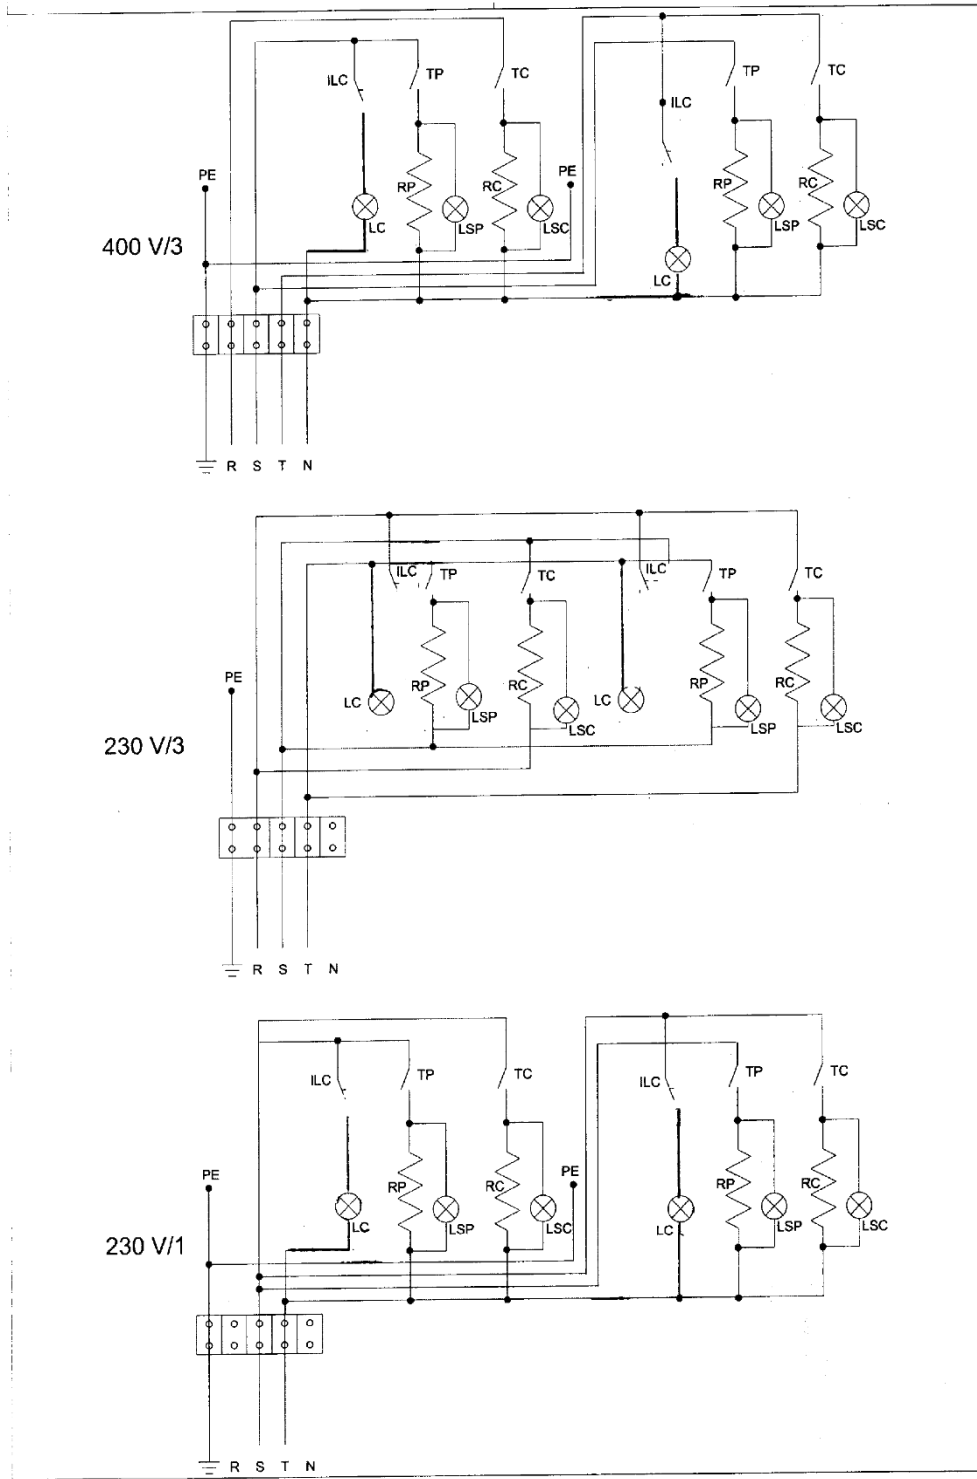 TP
TC
TP
TC
ILC
ILC
PE
PE
RP
RC
RP
RC
LC
LSP
LSC
LSP
LSC
400 V/3
LC
R S T N
ILC
TP
TC
ILC
TP
TC
PE
RP
RC
RP
RC
LC
LSP
LSC
LC
LSP
LSC
230 V/3
R S T N
ILC
TP
TC
ILC
TP
TC
PE
RP
RC
PE
RP
RC
LC
LSP
LSC
LC
LSP
LSC
230 V/1
R S T N